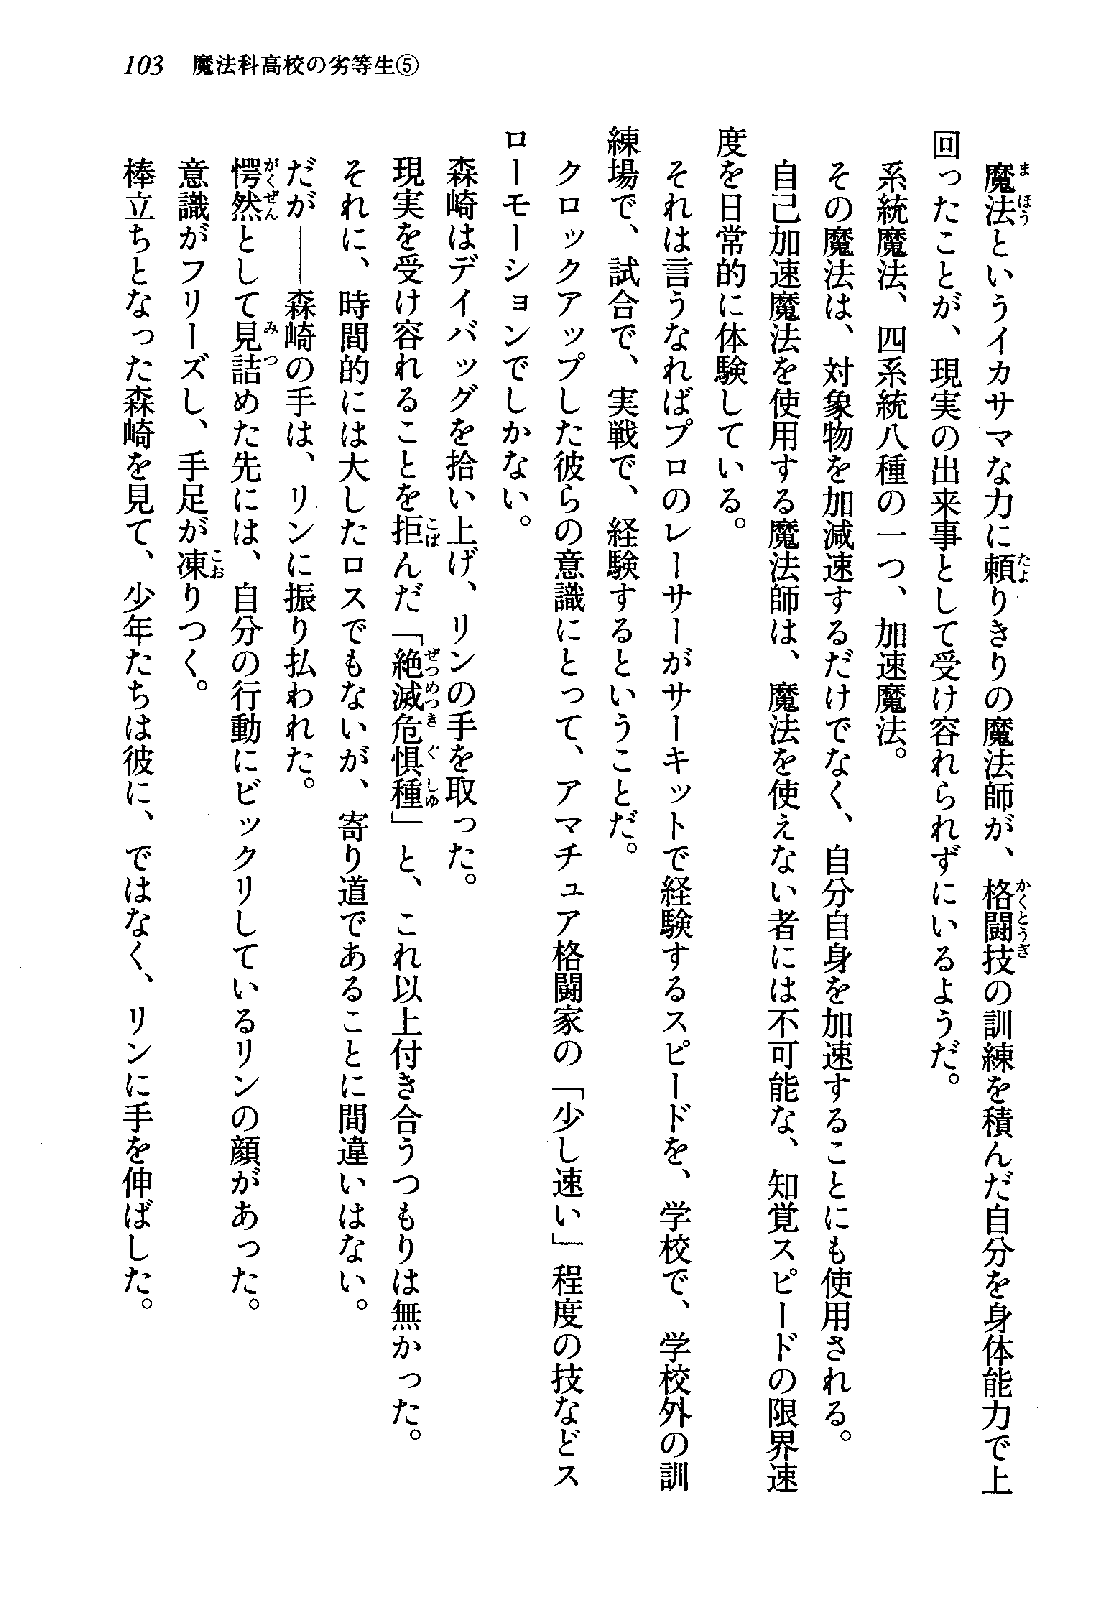 103 魔法科高校の劣等生⑤
魔法というイカサマな力に頼りきりの魔法師が、格闘技の訓練を積んだ自分を身体能力で上
回ったことが、現実の出来事として受け容れられずにいるようだ。
系統魔法、四系統八種の一つ、加速魔法。
その魔法は、対象物を加減速するだけでなく、自分自身を加速することにも使用される。
自己加速魔法を使用する魔法師は、魔法を使えない者には不可能な、知覚スピードの限界速
度を日常的に体験している。
それは言うなればプロのレーサーがサーキットで経験するスピードを、学校で、学校外の訓
練場で、試合で、実戦で、経験するということだ。
クロックアップした彼らの意識にとって、アマチュア格闘家の「少し速い」程度の技などス
ローモーションでしかない。
森崎はデイバッグを拾い上げ、リンの手を取った。
現実を受け容れることを拒んだ「絶滅危惧種」と、これ以上付き合うつもりは無かった。
それに、時間的には大したロスでもないが、寄り道であることに間違いはない。
だが――森崎の手は、リンに振り払われた。
愕然として見詰めた先には、自分の行動にビックリしているリンの顔があった。
意識がフリーズし、手足が凍りつく。
棒立ちとなった森崎を見て、少年たちは彼に、ではなく、リンに手を伸ばした。